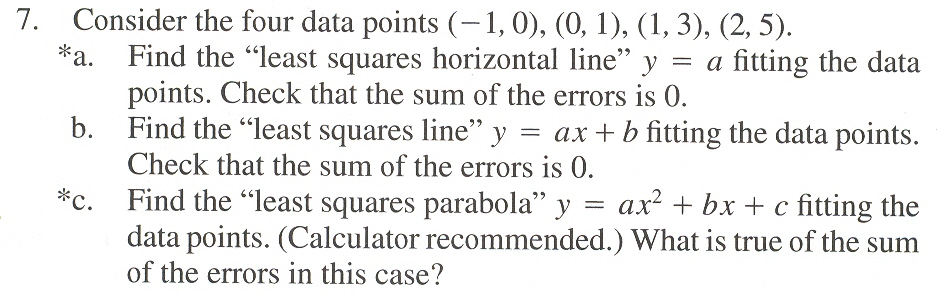 7. Consider the four data points (−1, 0), (0, 1), (1, 3), (2, 5).
*a. Find the “least squares horizontal line” y = a fitting the data
points. Check that the sum of the errors is 0.
b. Find the “least squares line” y = ax + b fitting the data points.
Check that the sum of the errors is 0.
*c. Find the “least squares parabola” y = ax² + bx + c fitting the
data points. (Calculator recommended.) What is true of the sum
of the errors in this case?